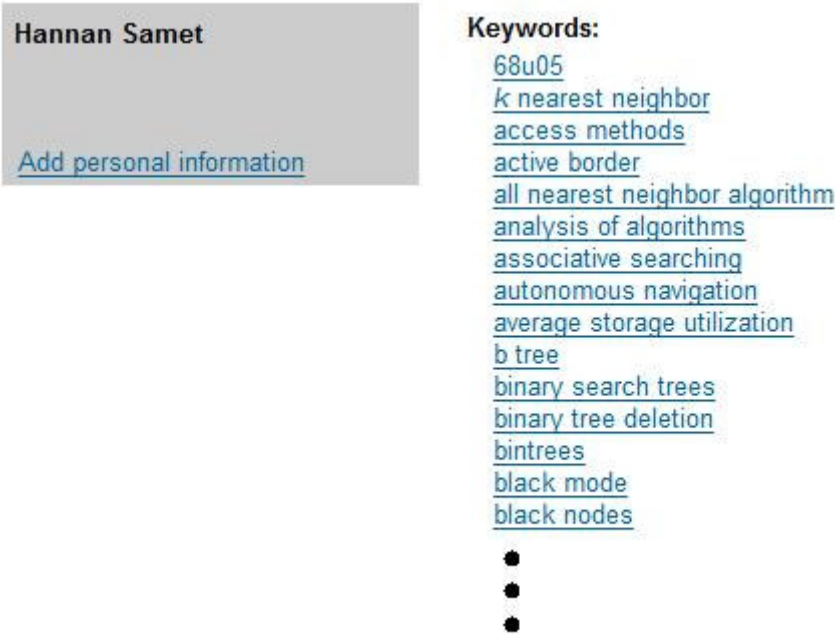 Hannan Samet
Add personal information
Keywords:
68u05
k nearest neighbor
access methods
active border
all nearest neighbor algorithm
analysis of algorithms
associative searching
autonomous navigation
average storage utilization
b tree
binary search trees
binary tree deletion
bintrees
black mode
black nodes